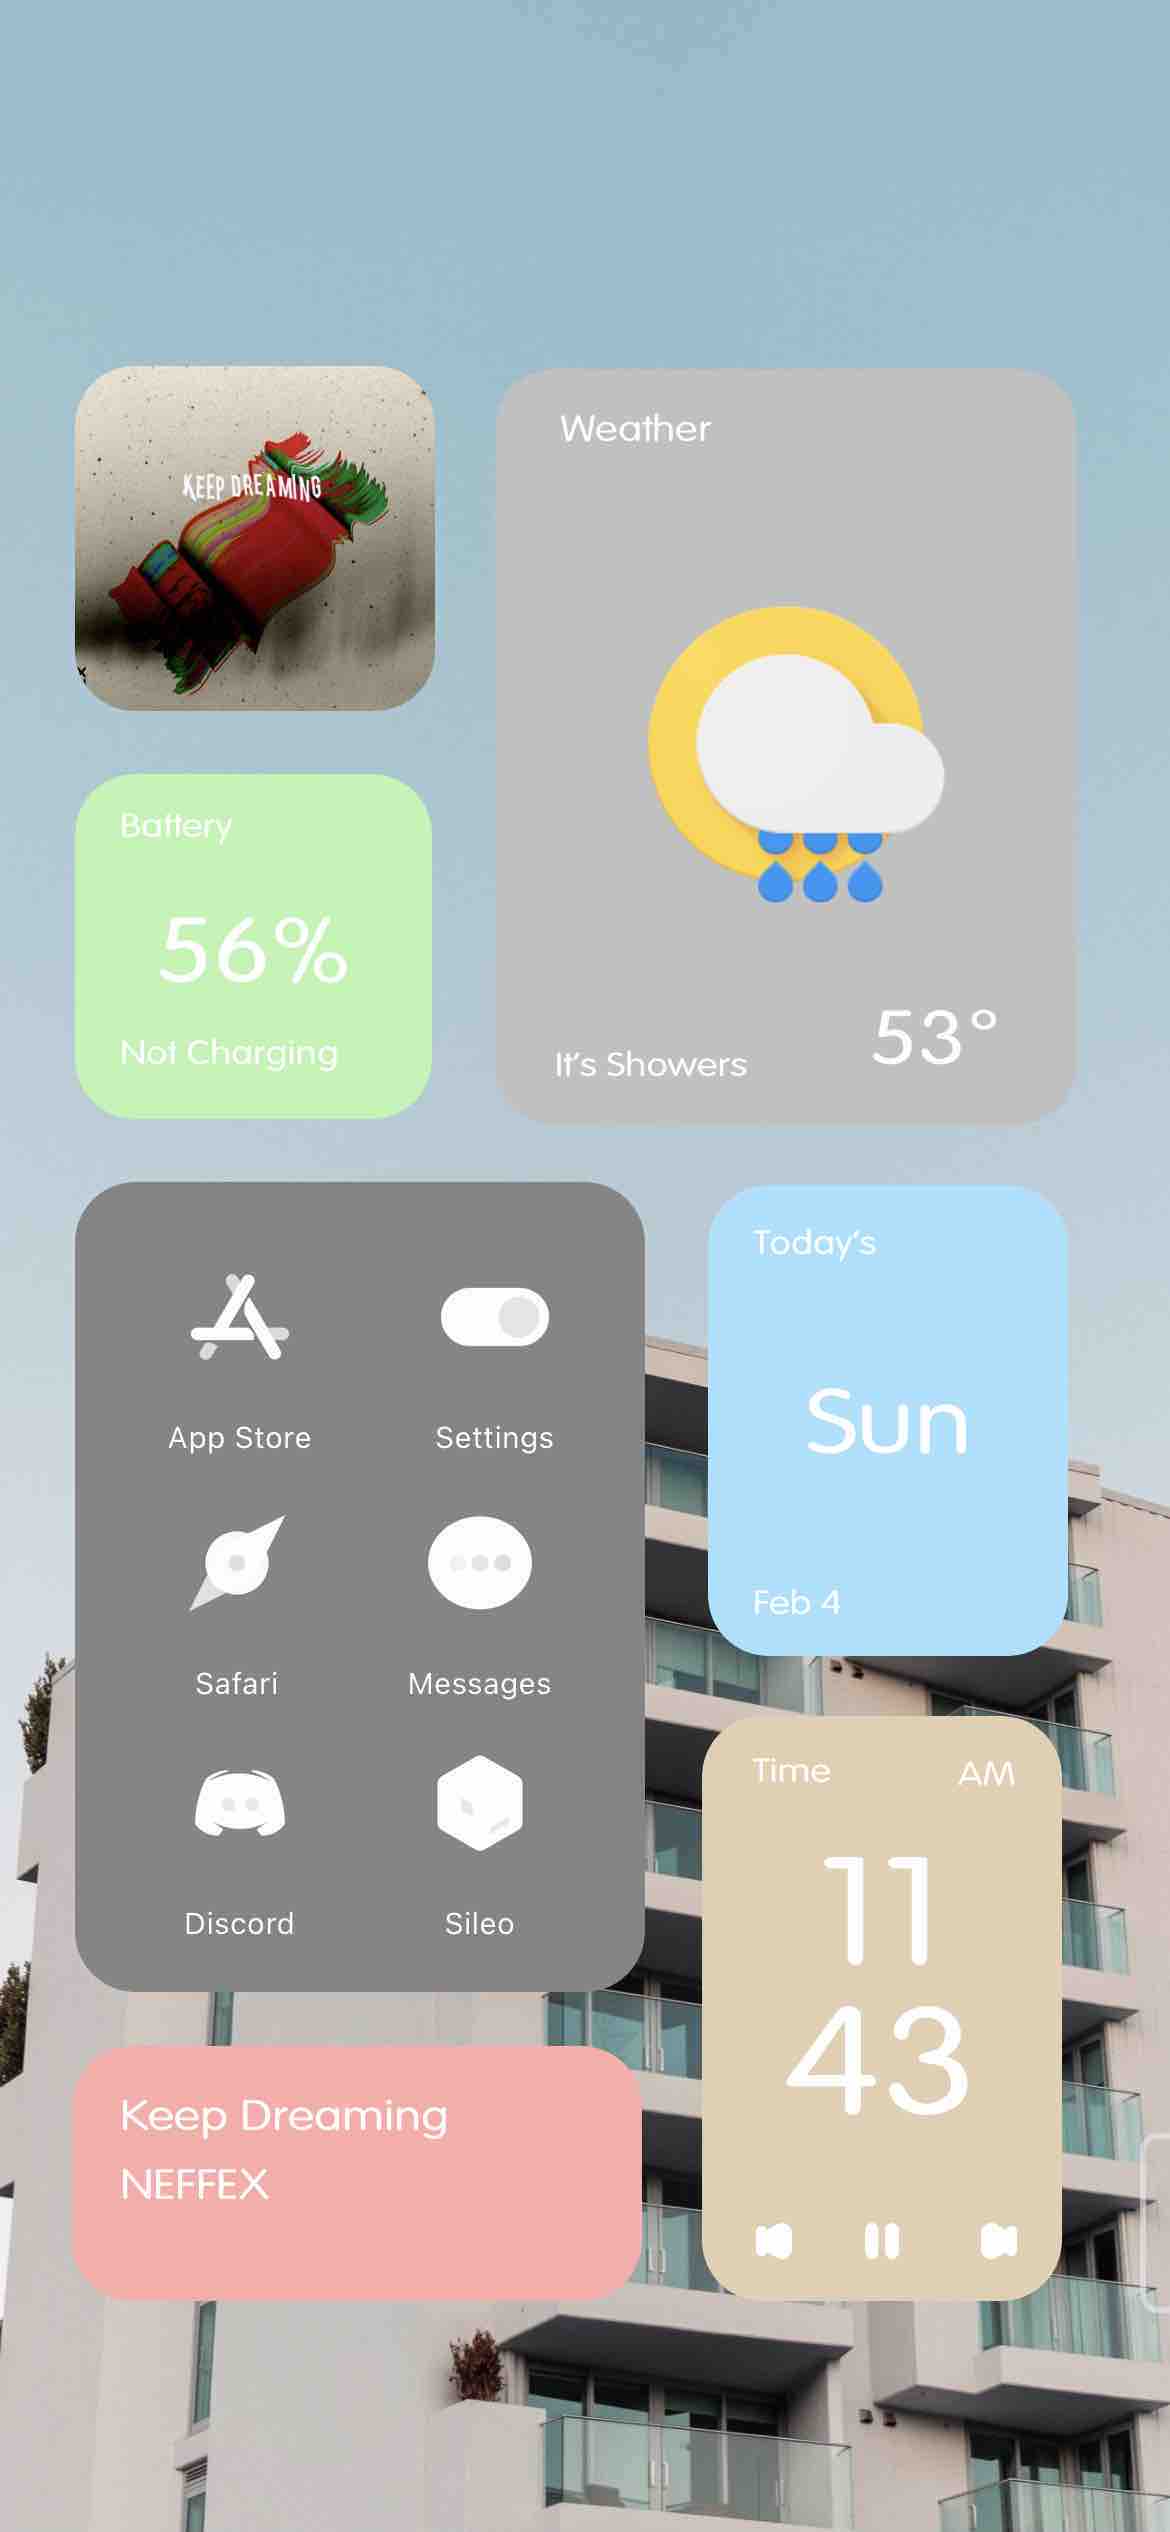 KEEP DREAMING
Weather
It's Showers
53°
Battery
56%
Not Charging
App Store
Settings
Safari
Messages
Discord
Sileo
Today's
Sun
Feb 4
Time
AM
11
43
Keep Dreaming
NEFFEX